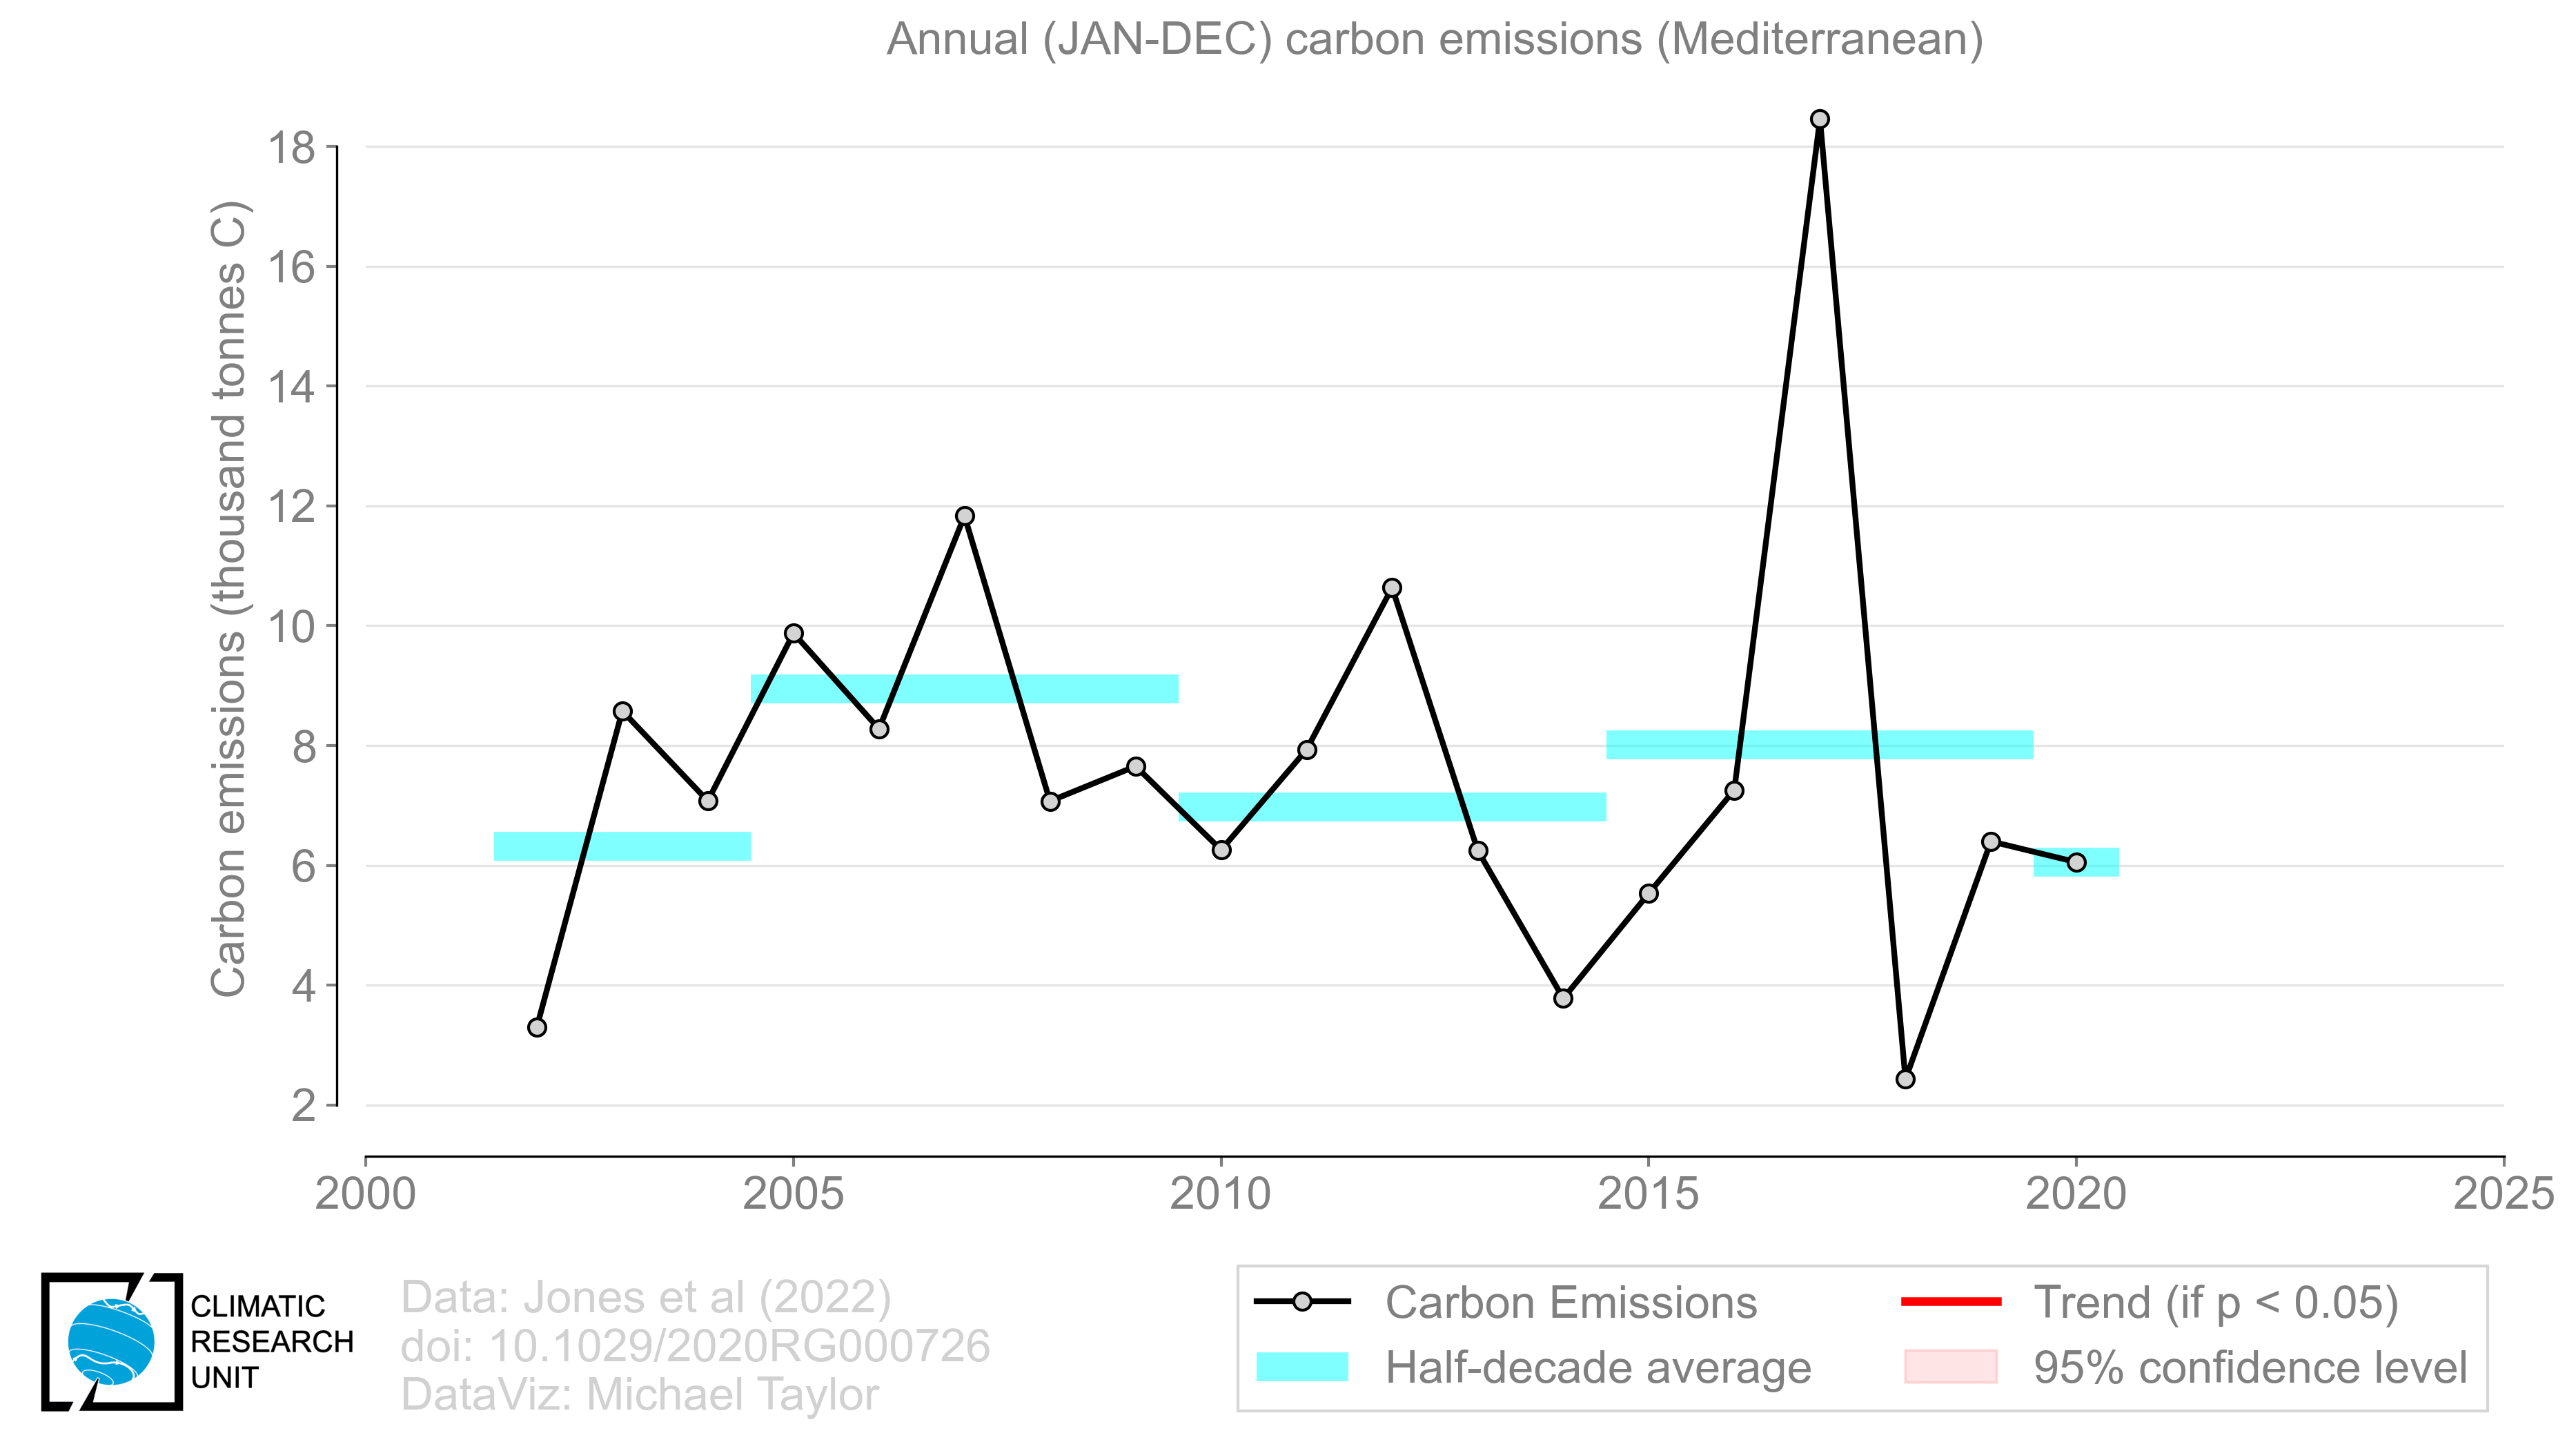 Annual (JAN-DEC) carbon emissions (Mediterranean)
Carbon emissions (thousand tonnes C)
18
16
14
12
10
8
6
4
2
2000 2005 2010 2015 2020 2025
CLIMATIC
RESEARCH
UNIT
Data: Jones et al (2022)
doi: 10.1029/2020RG000726
DataViz: Michael Taylor
Carbon Emissions
Half-decade average
Trend (if p < 0.05)
95% confidence level